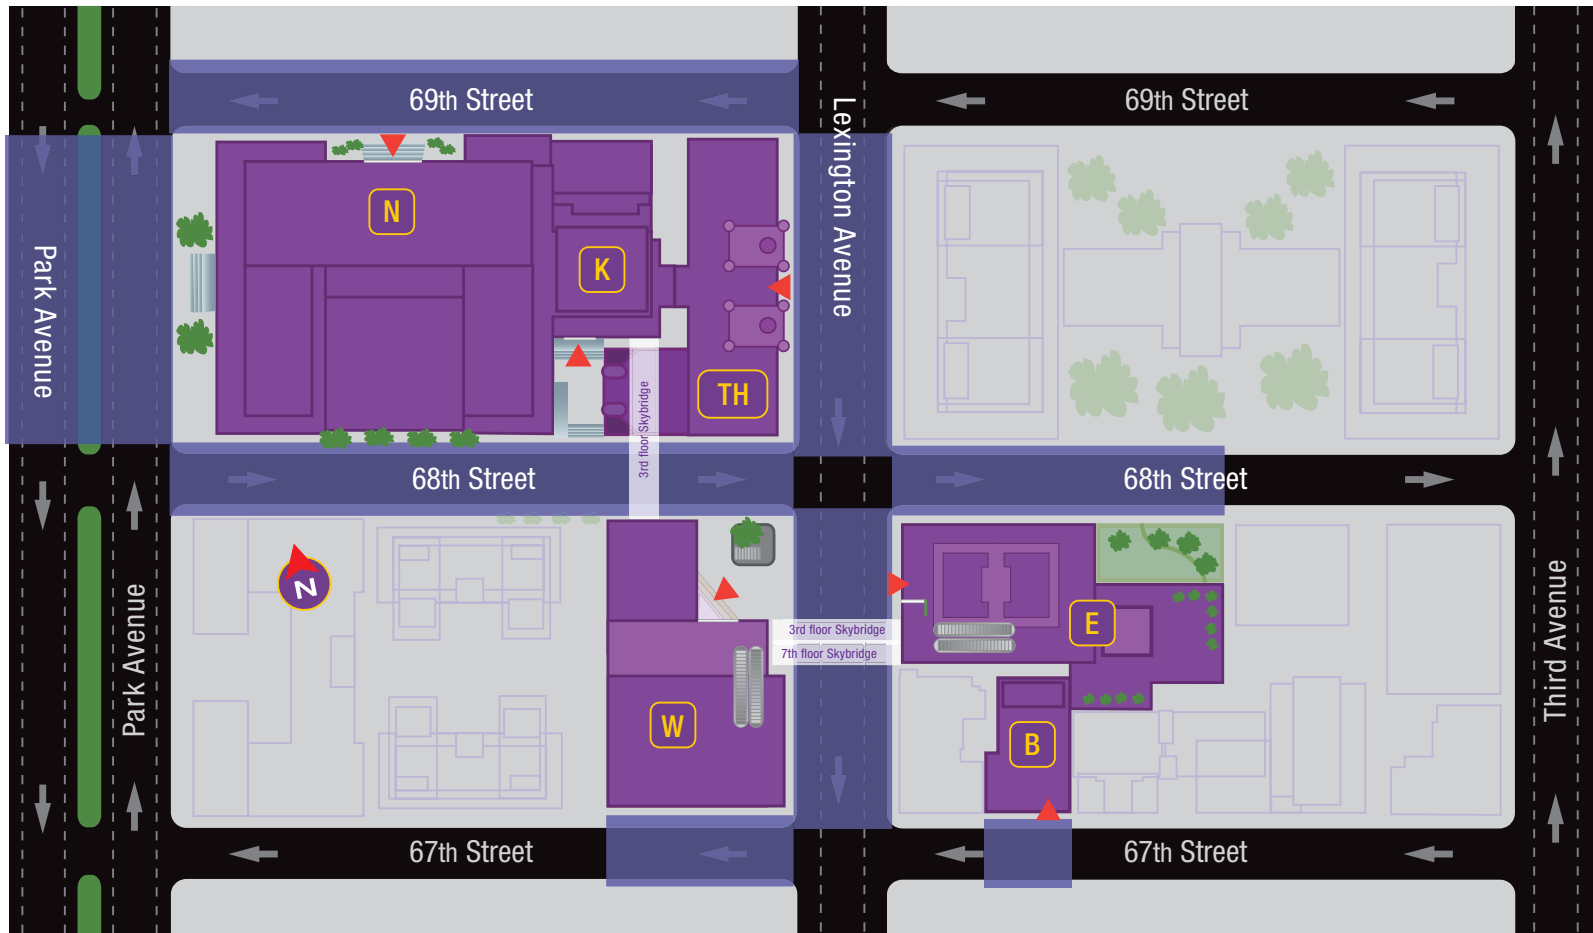 69th Street
69th Street
Lexington Avenue
N
K
Park Avenue
TH
3rd floor Skybridge
68th Street
68th Street
N
Park Avenue
3rd floor Skybridge
7th floor Skybridge
E
Third Avenue
W
B
67th Street
67th Street